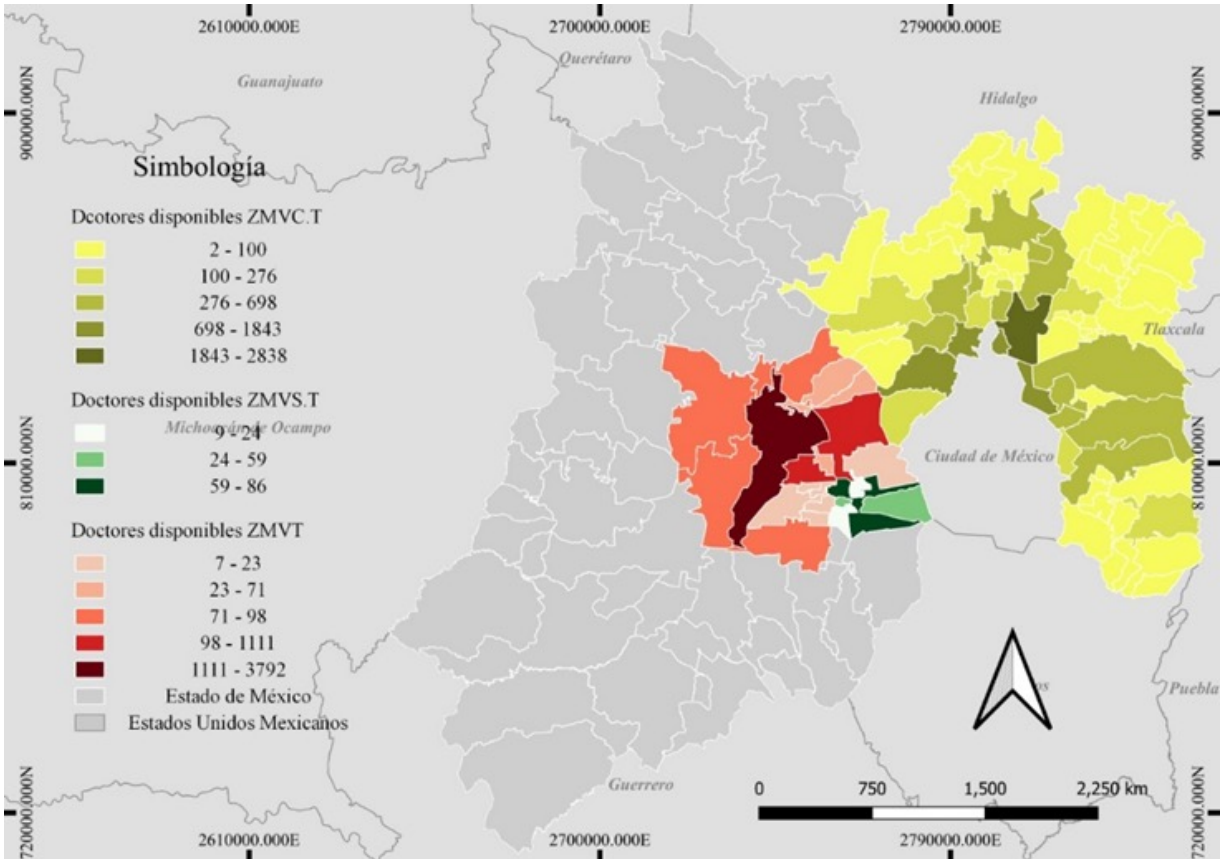 2610000.000E
2700000.000E
2790000.000E
Querétaro
Guanajuato
Hidalgo
900000.000N
900000.000N
Simbología
Dcotores disponibles ZMVC.T
2 - 100
100 - 276
276 - 698
698 - 1843
1843 - 2838
Tlaxcala
Doctores disponibles ZMVS.T
9 - 24
Michoacán de Ocampo
24 - 59
59 - 86
Ciudad de México
810000.000N
810000.000N
Doctores disponibles ZMVT
7 - 23
23 - 71
71 - 98
98 - 1111
1111 - 3792
Estado de México
Estados Unidos Mexicanos
Puebla
Guerrero
0
750
1,500
2,250 km
720000.000N
720000.000N
2610000.000E
2700000.000E
2790000.000E